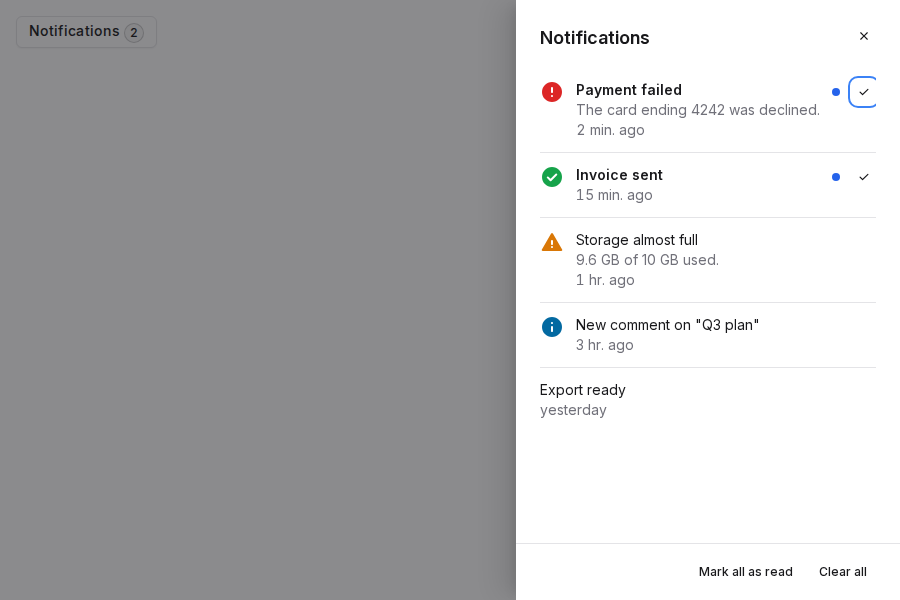 Notifications 2
Notifications
Payment failed
The card ending 4242 was declined.
2 min. ago
Invoice sent
15 min. ago
Storage almost full
9.6 GB of 10 GB used.
1 hr. ago
New comment on "Q3 plan"
3 hr. ago
Export ready
yesterday
Mark all as read
Clear all